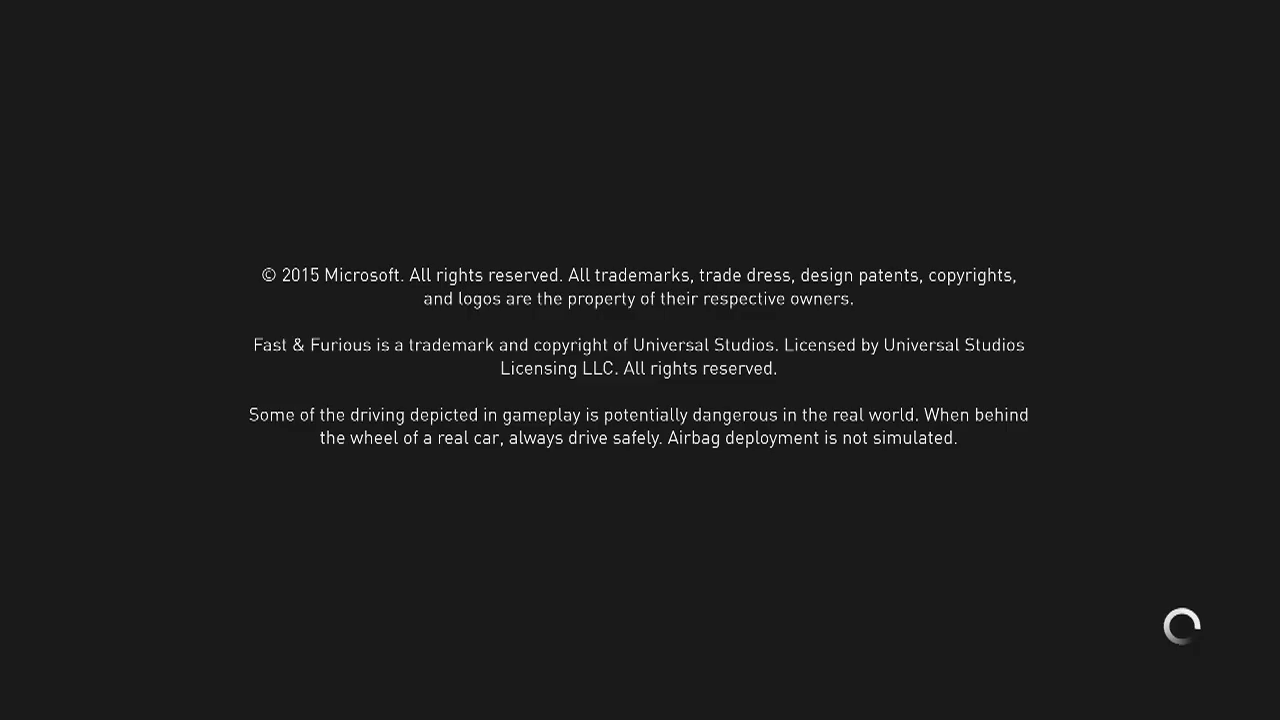 © 2015 Microsoft. All rights reserved. All trademarks, trade dress, design patents, copyrights,
and logos are the property of their respective owners.
Fast & Furious is a trademark and copyright of Universal Studios. Licensed by Universal Studios
Licensing LLC. All rights reserved.
Some of the driving depicted in gameplay is potentially dangerous in the real world. When behind
the wheel of a real car, always drive safely. Airbag deployment is not simulated.